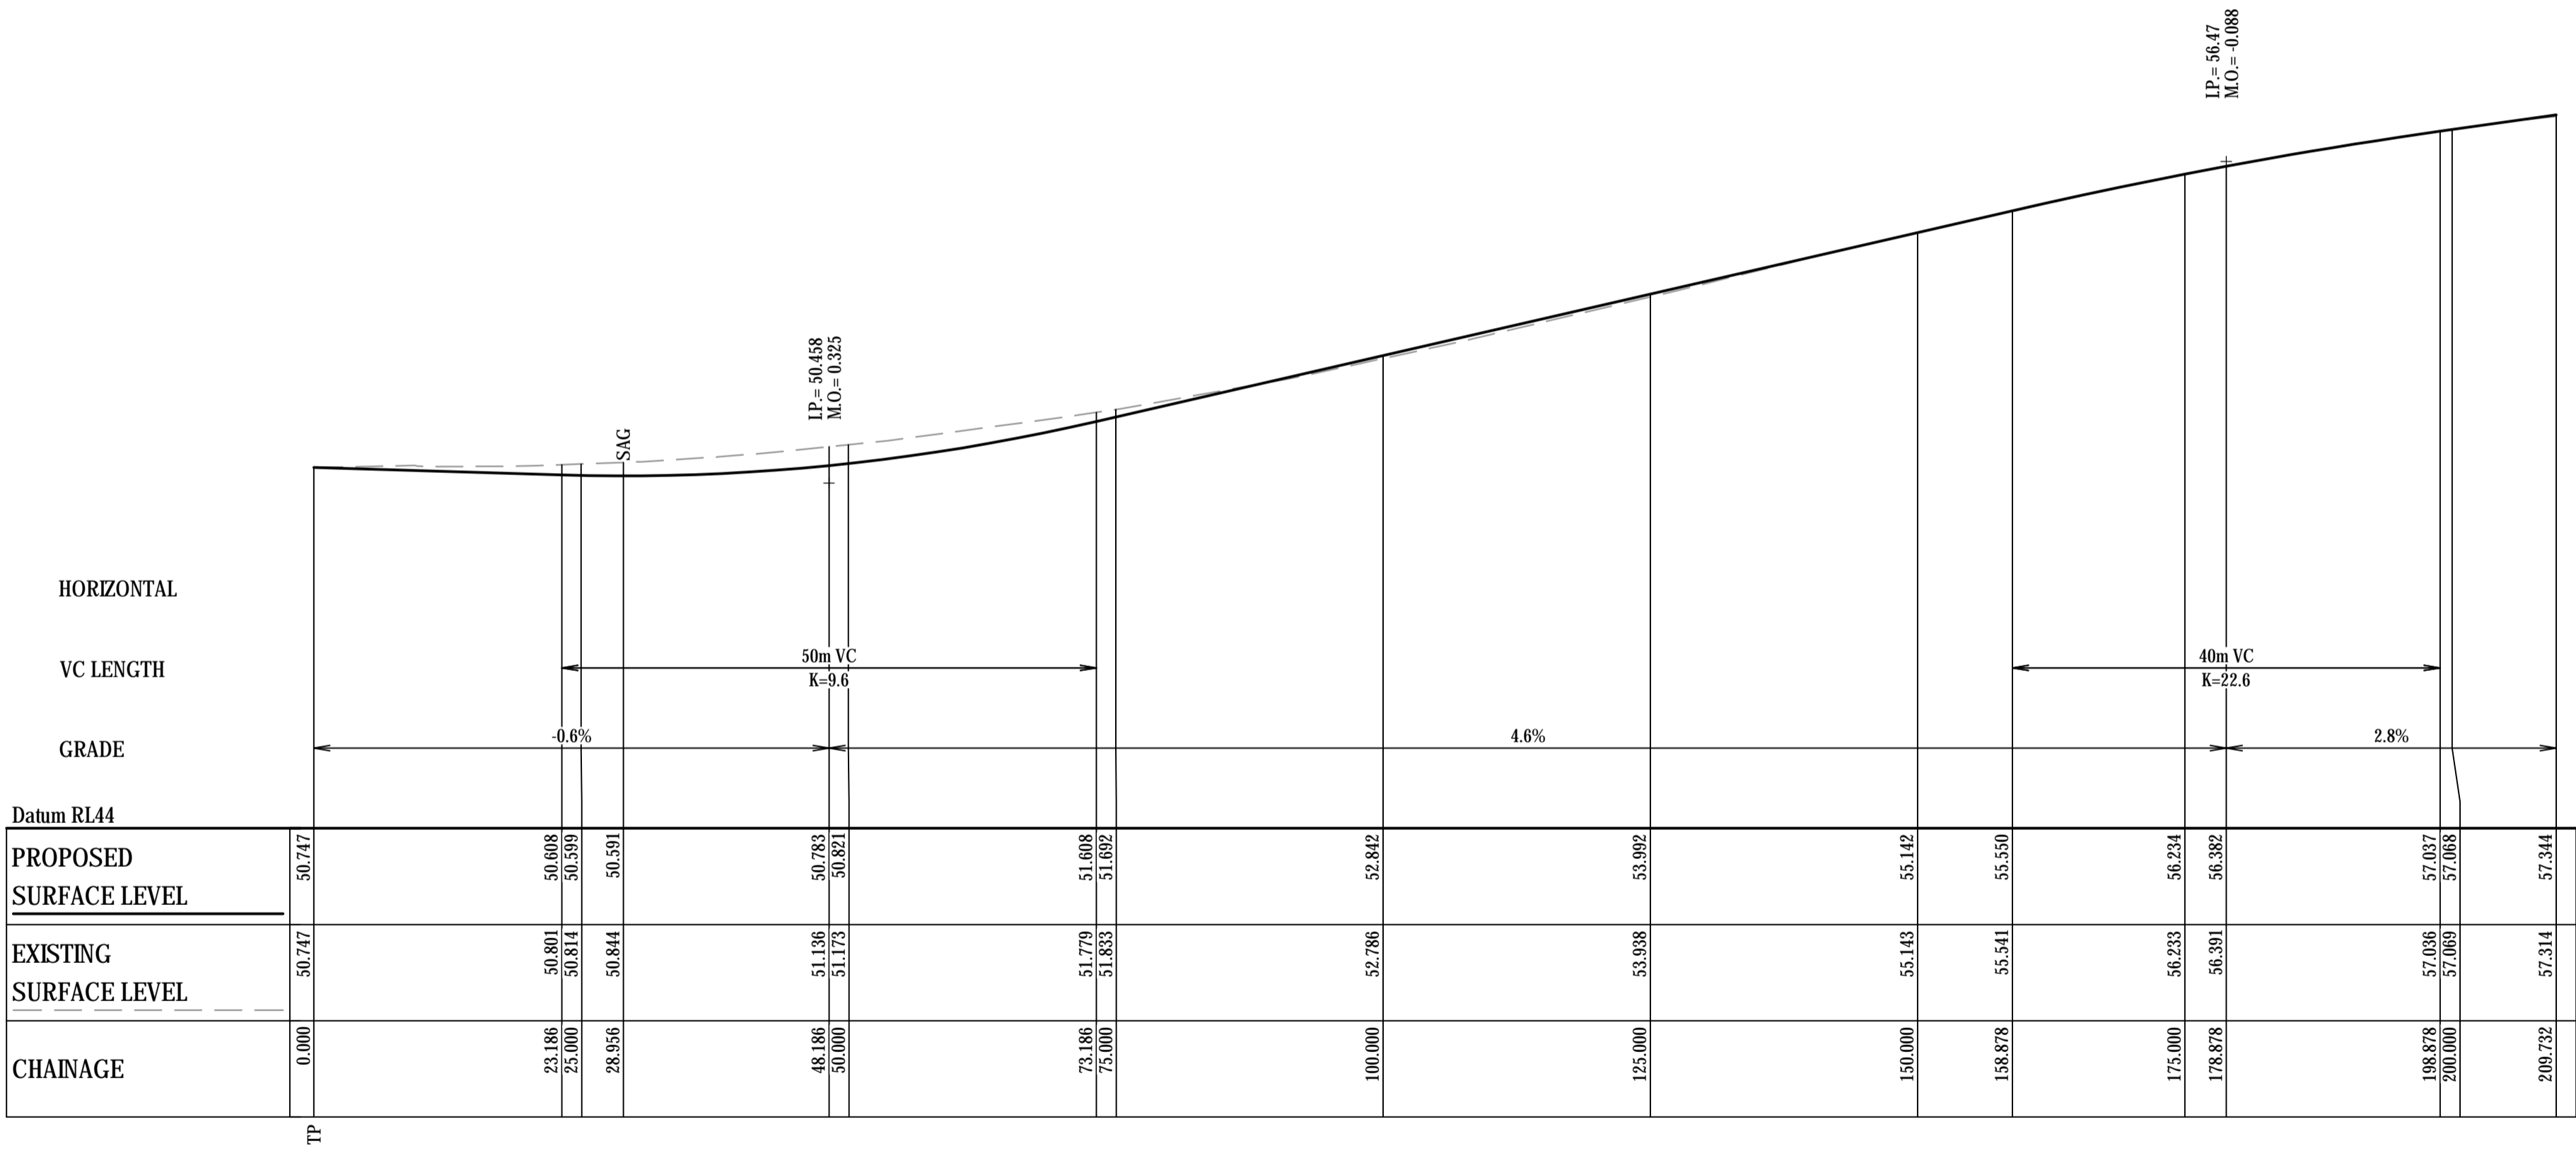 I.P.= 56.47
M.O.= -0.088
I.P.= 50.458
M.O.= 0.325
SAG
HORIZONTAL
VC LENGTH
50m VC
K=9.6
40m VC
K=22.6
GRADE
-0.6%
4.6%
2.8%
Datum RL44
PROPOSED
SURFACE LEVEL
50.747
50.608
50.599
50.591
50.783
50.821
51.608
51.692
52.842
53.992
55.142
55.550
56.234
56.382
57.037
57.068
57.344
EXISTING
SURFACE LEVEL
50.747
50.801
50.814
50.844
51.136
51.173
51.779
51.833
52.786
53.938
55.143
55.541
56.233
56.391
57.036
57.069
57.314
CHAINAGE
0.000
23.186
25.000
28.956
48.186
50.000
73.186
75.000
100.000
125.000
150.000
158.878
175.000
178.878
198.878
200.000
209.732
TP